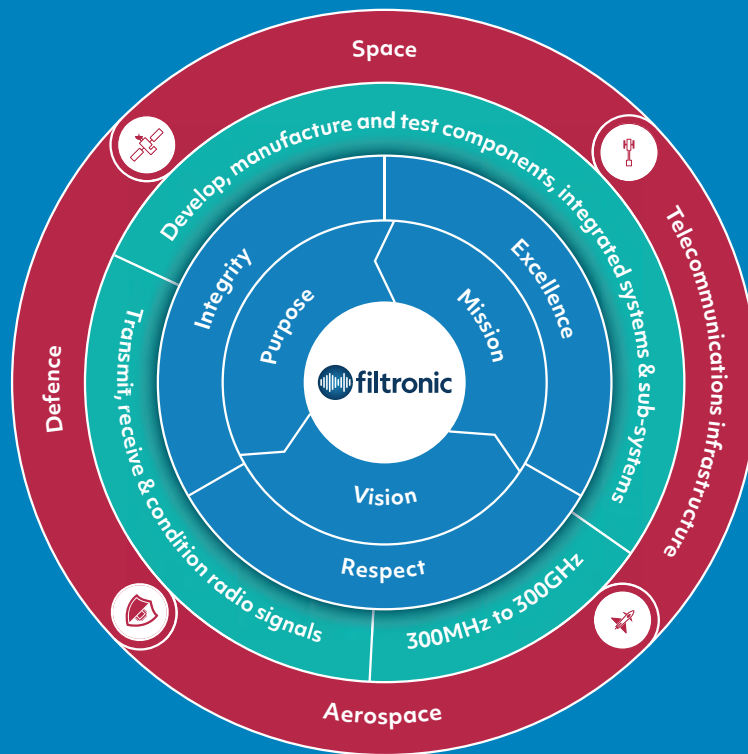 Space
Telecommunications infrastructure
Aerospace
Defence
Develop, manufacture and test components, integrated systems & sub-systems
300MHz to 300GHz
Transmit, receive & condition radio signals
Integrity
Excellence
Respect
Purpose
Mission
Vision
filtronic